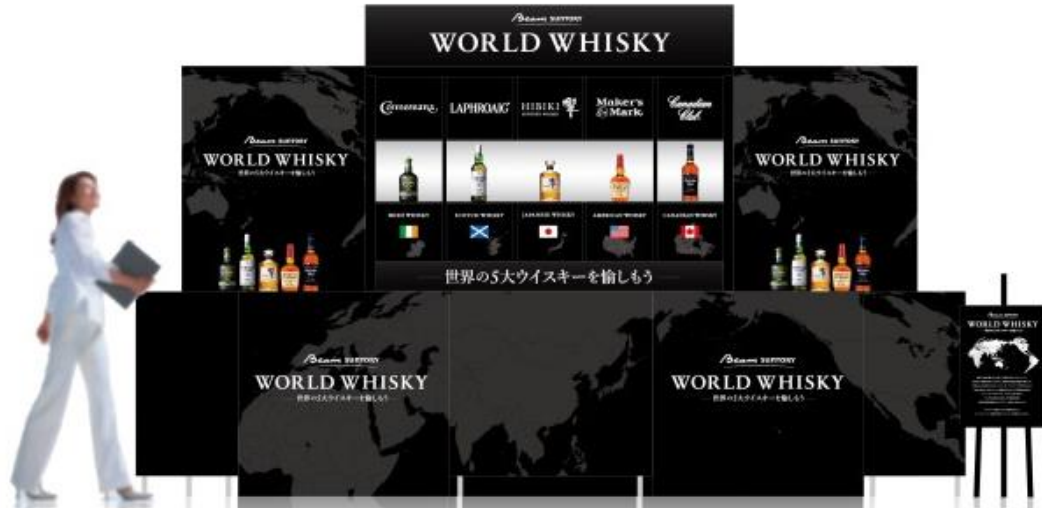 Beam SUNTORY
WORLD WHISKY
Connemara
LAPHROAIG
HIBIKI
Maker's
Mark
Canadian
Club
Beam SUNTORY
WORLD WHISKY
世界の5大ウイスキーを愉しもう
IRISH WHISKY
SCOTCH WHISKY
JAPANESE WHISKY
AMERICAN WHISKY
CANADIAN WHISKY
世界の5大ウイスキーを愉しもう
Beam SUNTORY
WORLD WHISKY
世界の5大ウイスキーを愉しもう
Beam SUNTORY
WORLD WHISKY
世界の5大ウイスキーを愉しもう
Beam SUNTORY
WORLD WHISKY
世界の5大ウイスキーを愉しもう
WORLD WHISKY